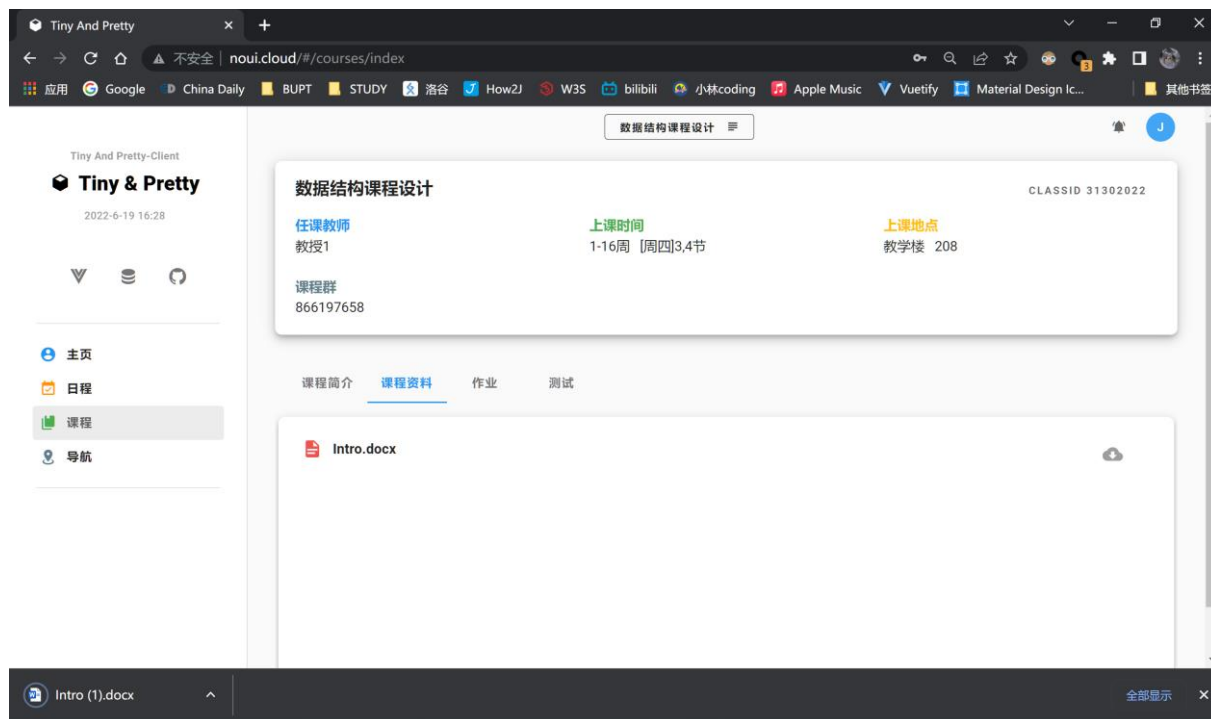 Tiny And Pretty
不安全 | noui.cloud/#/courses/index
3
应用 Google China Daily BUPT STUDY 洛谷 How2J W3S bilibili 小林coding Apple Music Vuetify Material Design Ic... 其他书签
数据结构课程设计
J
Tiny And Pretty-Client
Tiny & Pretty
2022-6-19 16:28
主页
日程
课程
导航
数据结构课程设计
CLASSID 31302022
任课教师 上课时间 上课地点
教授1 1-16周 [周四]3,4节 教学楼 208
课程群
866197658
课程简介 课程资料 作业 测试
Intro.docx
Intro (1).docx
全部显示